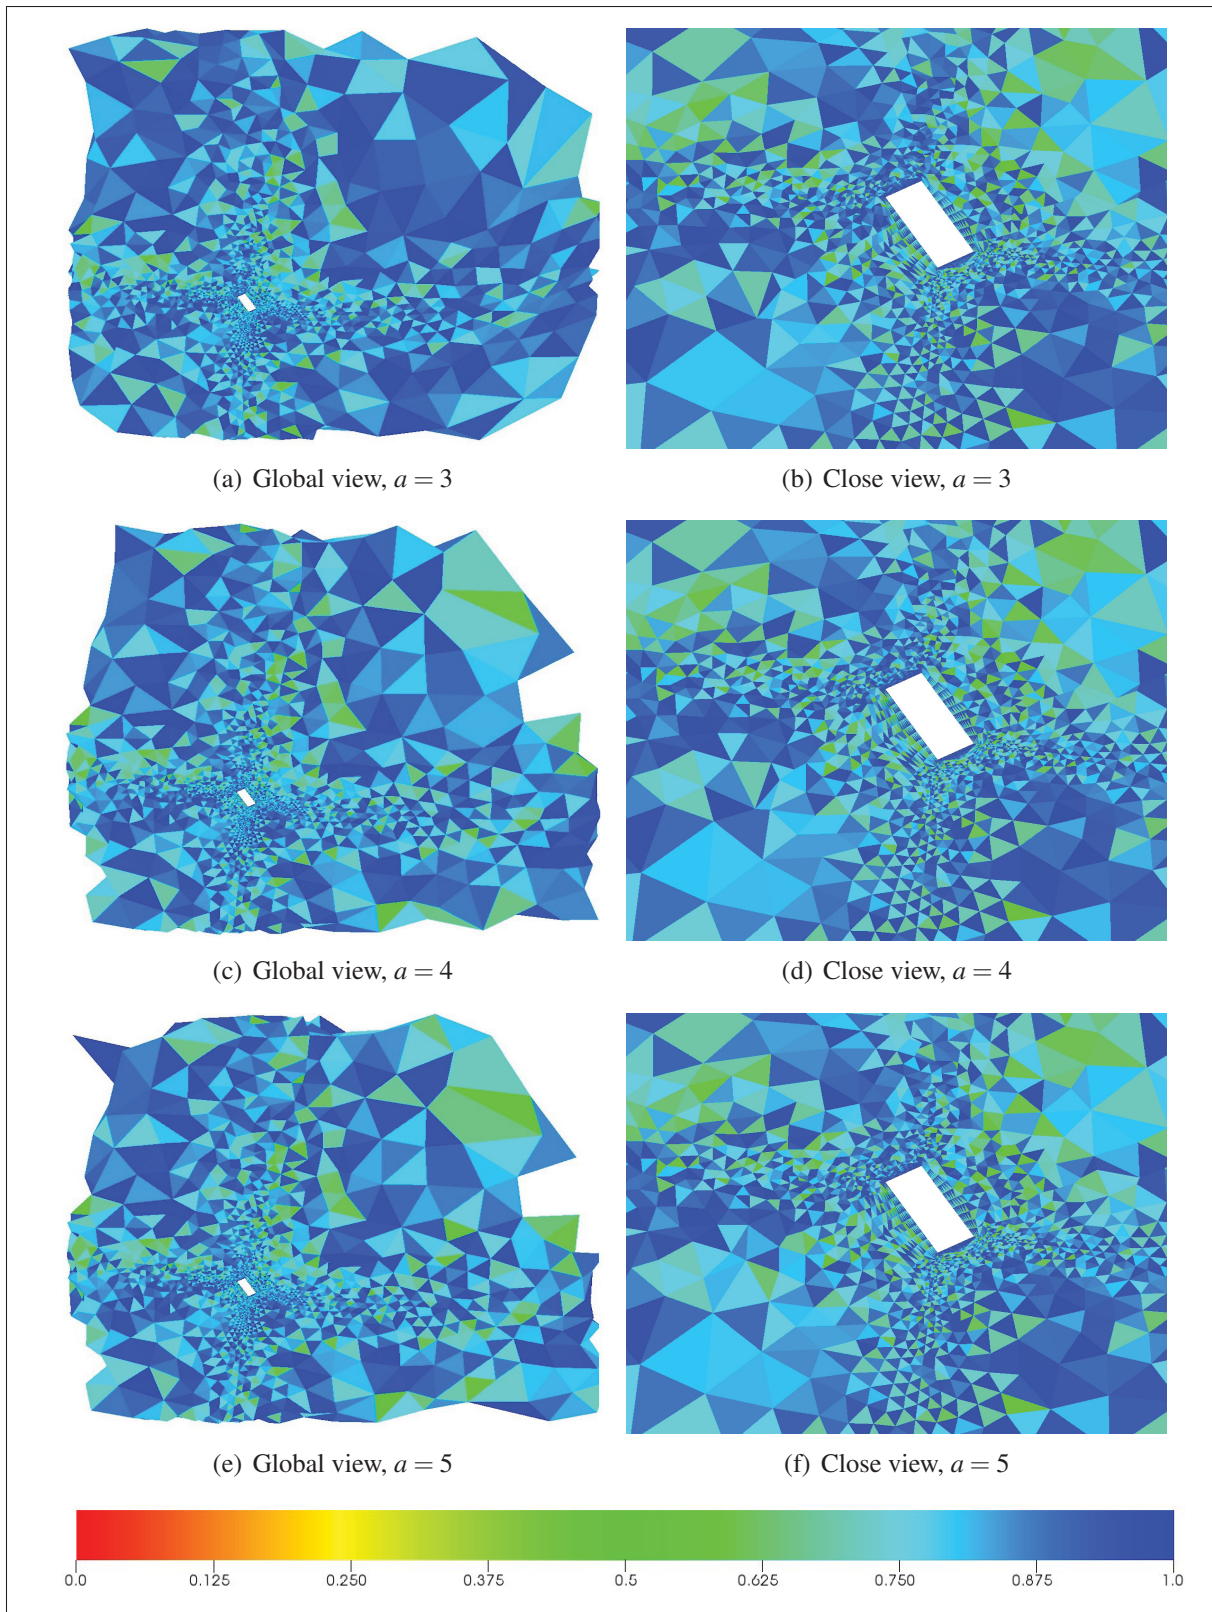 (a) Global view, a = 3
(b) Close view, a = 3
(c) Global view, a = 4
(d) Close view, a = 4
(e) Global view, a = 5
(f) Close view, a = 5
0.0 0.125 0.250 0.375 0.5 0.625 0.750 0.875 1.0